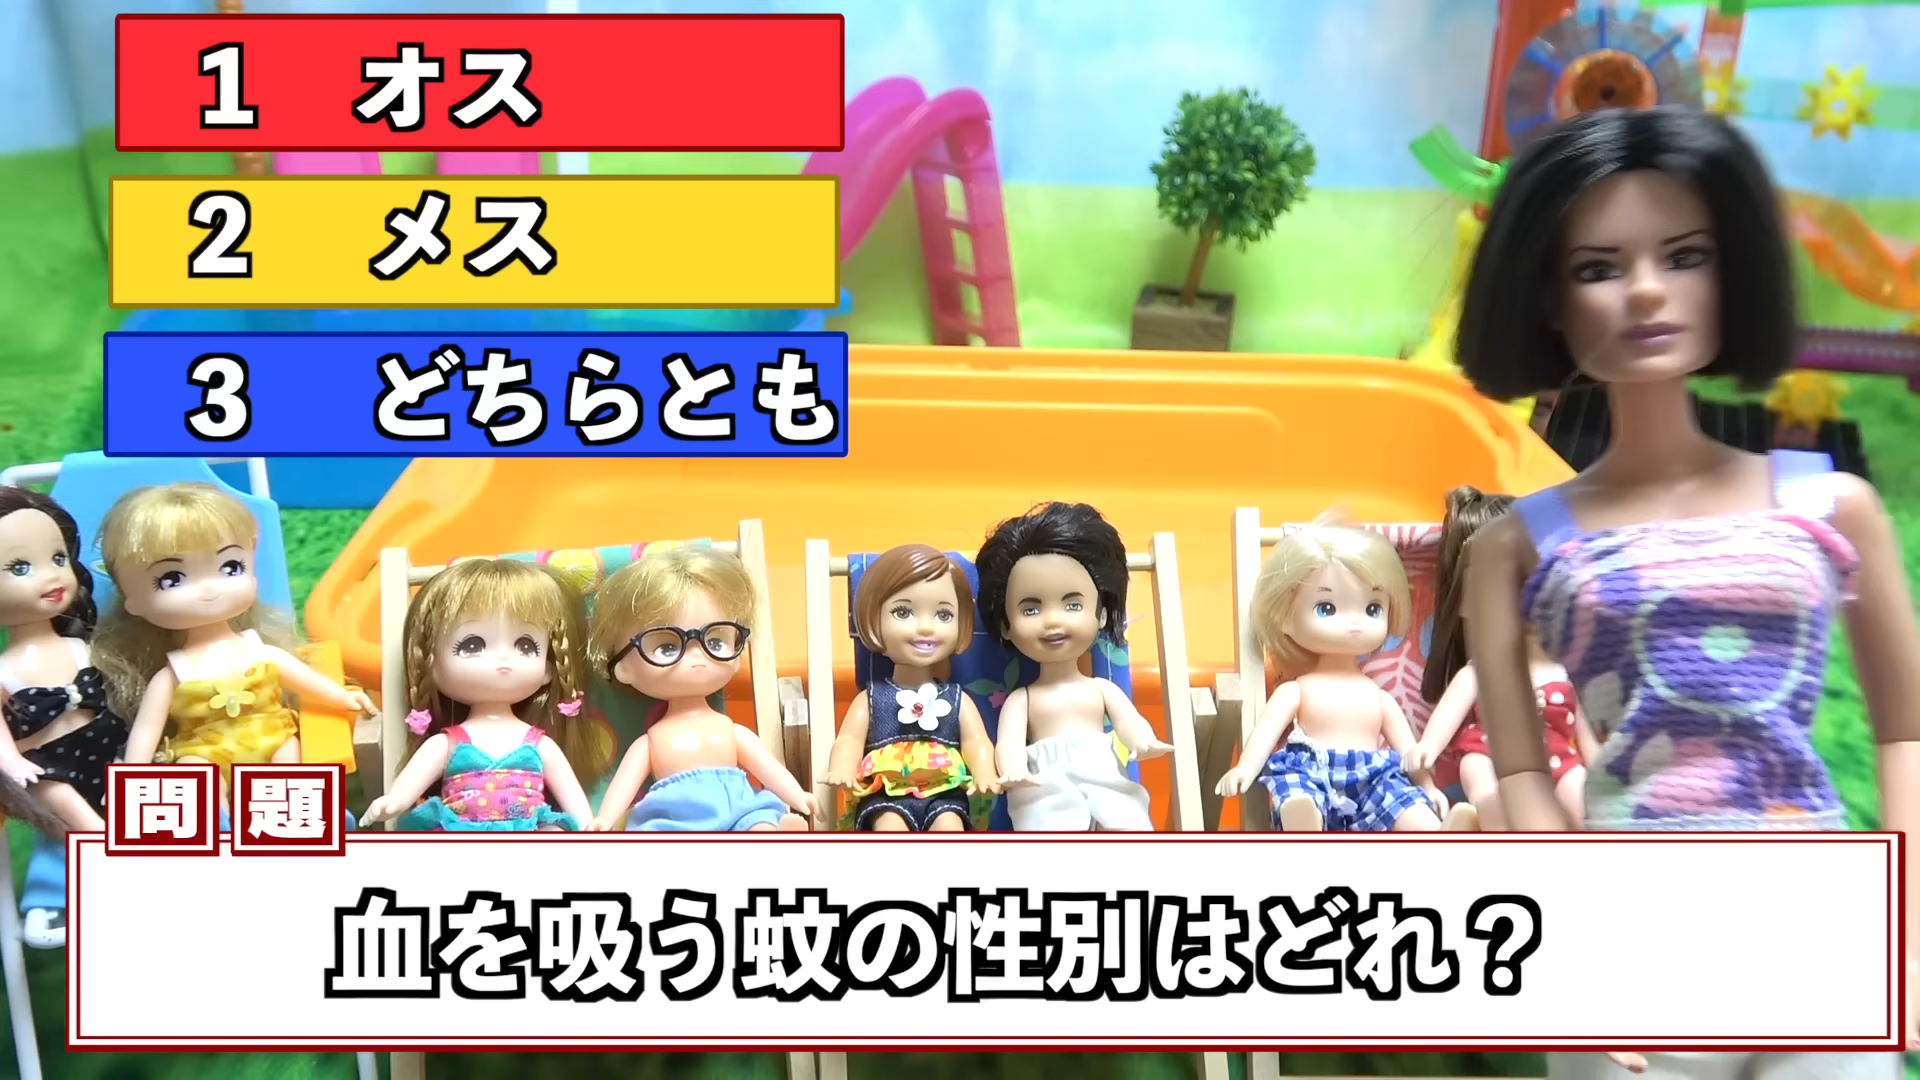 1 オス
2 メス
3 どちらとも
問題
血を吸う蚊の性別はどれ？